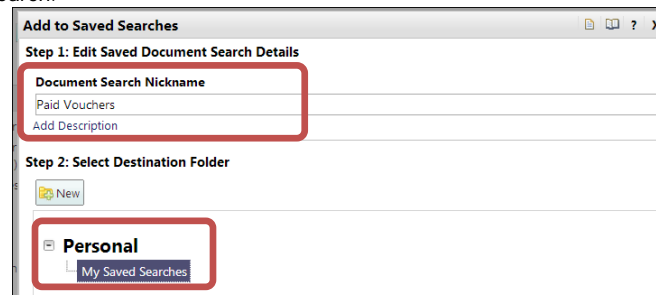 Add to Saved Searches ?
Step 1: Edit Saved Document Search Details
Document Search Nickname
Paid Vouchers
Add Description
Step 2: Select Destination Folder
New
Personal
My Saved Searches